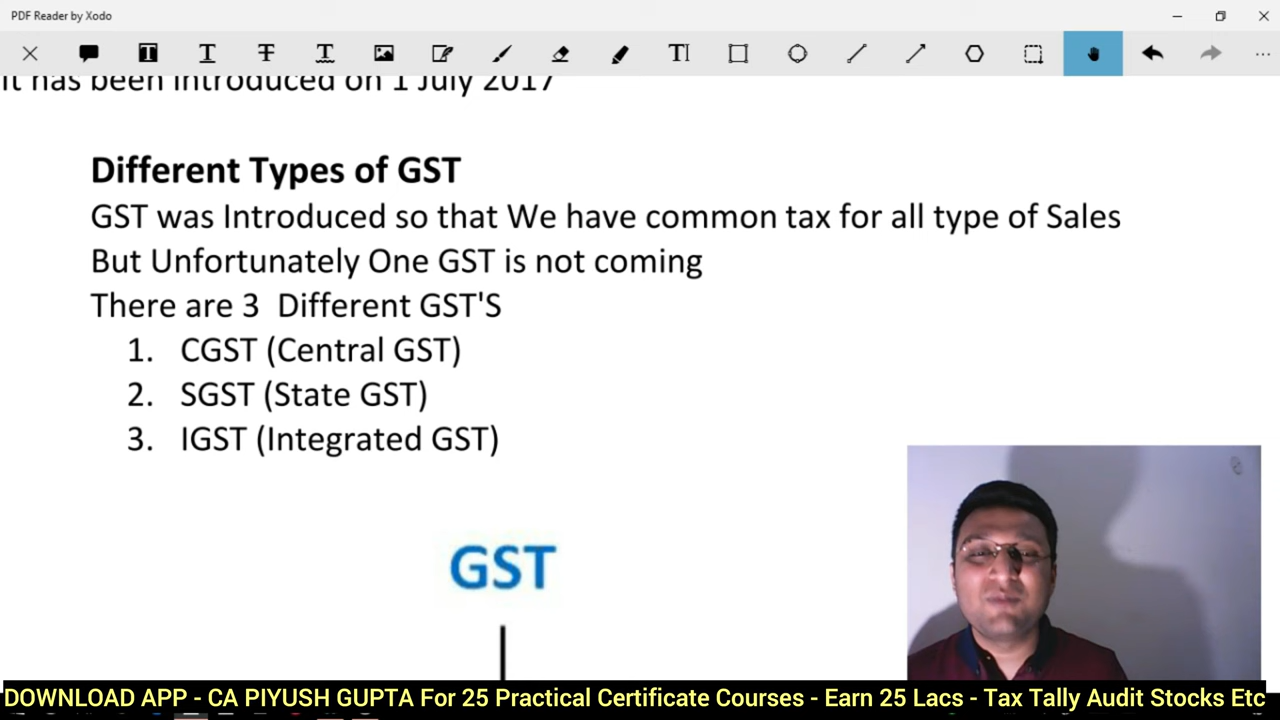 PDF Reader by Xodo
It has been Introduced on 1 July 2017
Different Types of GST
GST was Introduced so that We have common tax for all type of Sales
But Unfortunately One GST is not coming
There are 3 Different GST'S
1. CGST (Central GST)
2. SGST (State GST)
3. IGST (Integrated GST)
GST
DOWNLOAD APP - CA PIYUSH GUPTA For 25 Practical Certificate Courses - Earn 25 Lacs - Tax Tally Audit Stocks Etc